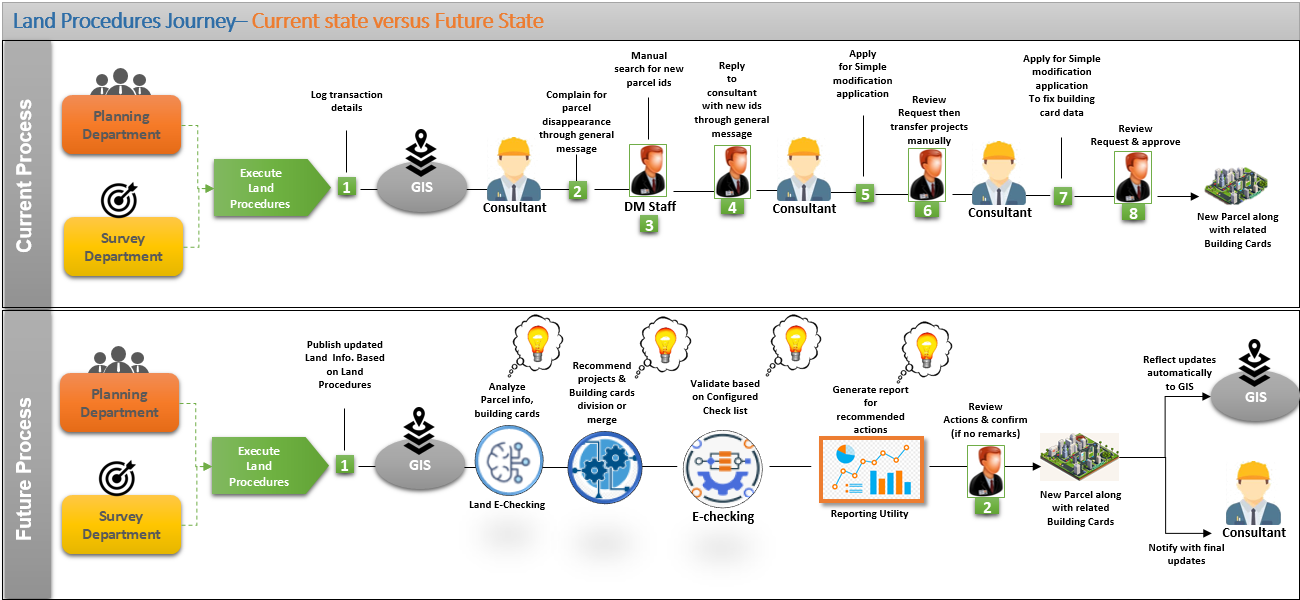 Land Procedures Journey– Current state versus Future State
Current Process
Planning
Department
Survey
Department
Execute
Land
Procedures
Log transaction
details
1
GIS
Consultant
Complain for
parcel
disappearance
through general
message
2
Manual
search for new
parcel ids
DM Staff
3
Reply
to
consultant
with new ids
through general
message
4
Consultant
Apply
for Simple
modification
application
5
Review
Request then
transfer projects
manually
6
Consultant
Apply for Simple
modification
application
To fix building
card data
7
Review
Request & approve
8
New Parcel along
with related
Building Cards
Future Process
Planning
Department
Survey
Department
Execute
Land
Procedures
Publish updated
Land Info. Based
on Land
Procedures
1
GIS
Analyze
Parcel info,
building cards
Land E-Checking
Recommend
projects &
Building cards
division or
merge
Validate based
on Configured
Check list
E-checking
Generate report
for
recommended
actions
Reporting Utility
Review
Actions & confirm
(if no remarks)
2
New Parcel along
with related
Building Cards
Reflect updates
automatically
to GIS
GIS
Consultant
Notify with final
updates